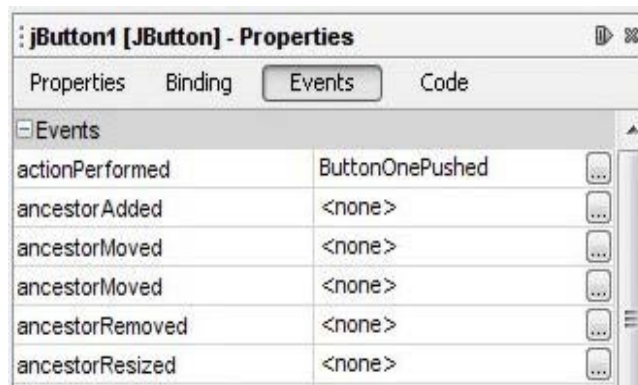 jButton1 [JButton] - Properties
Properties Binding Events Code
Events
actionPerformed ButtonOnePushed ...
ancestorAdded <none> ...
ancestorMoved <none> ...
ancestorMoved <none> ...
ancestorRemoved <none> ...
ancestorResized <none> ...